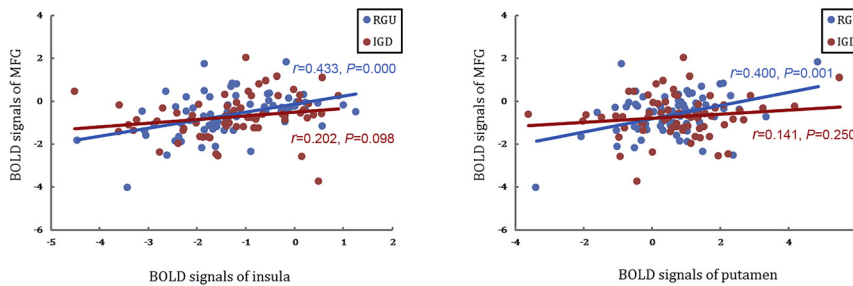 RGU
IGD
4
2
0
-2
-4
-6
BOLD signals of MFG
r=0.433, P=0.000
r=0.202, P=0.098
-5
-4
-3
-2
-1
0
1
2
BOLD signals of insula
RG
IGD
4
2
0
-2
-4
-6
BOLD signals of MFG
r=0.400, P=0.001
r=0.141, P=0.250
-4
-2
0
2
4
BOLD signals of putamen